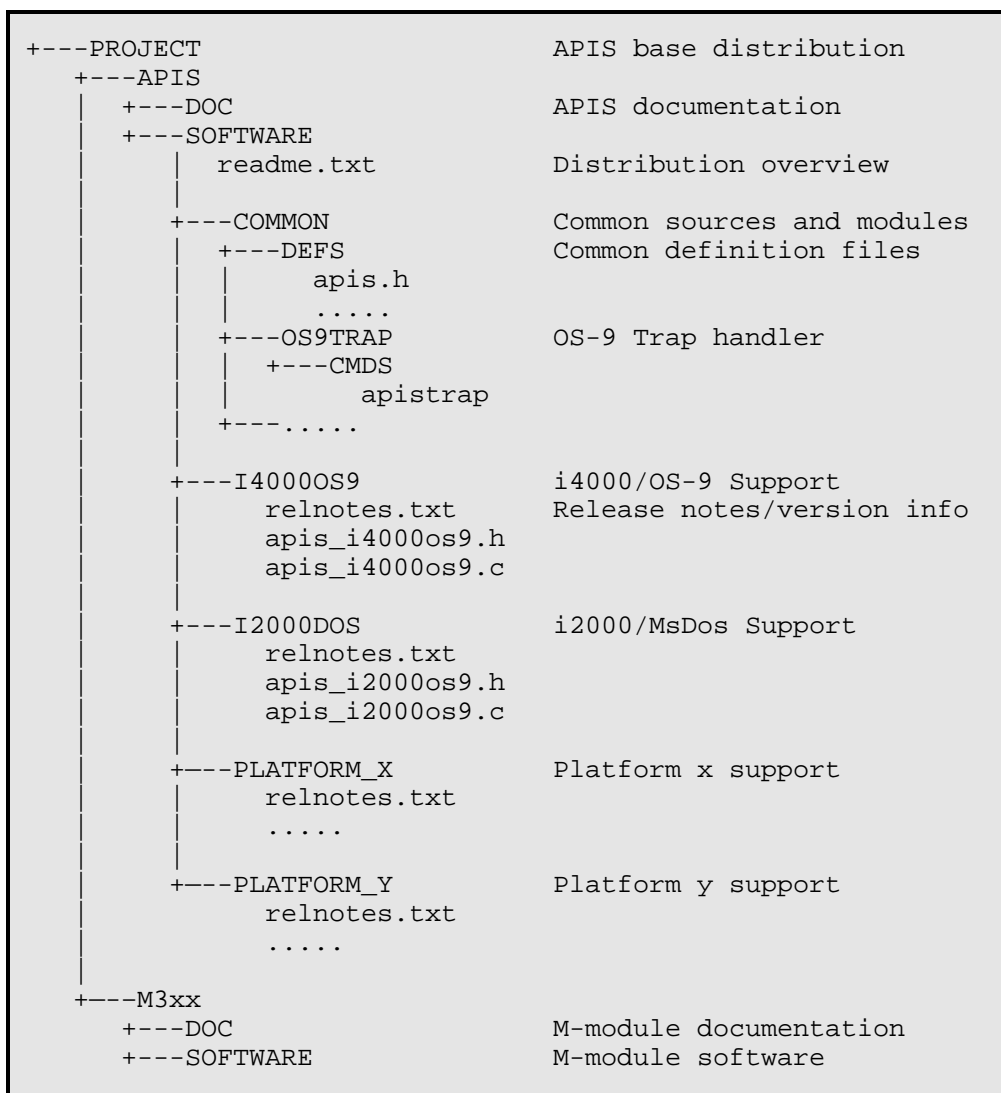 +---PROJECT                      APIS base distribution
   +---APIS
   |  +---DOC                    APIS documentation
   |  +---SOFTWARE
   |  |  readme.txt              Distribution overview
   |  |
   |  +---COMMON                 Common sources and modules
   |  |  +---DEFS                Common definition files
   |  |  |     apis.h
   |  |  |     .....
   |  |  +---OS9TRAP             OS-9 Trap handler
   |  |  |  +---CMDS
   |  |  |        apistrap
   |  |  +---.....
   |  |
   |  +---I4000OS9               i4000/OS-9 Support
   |  |     relnotes.txt         Release notes/version info
   |  |     apis_i4000os9.h
   |  |     apis_i4000os9.c
   |  |
   |  +---I2000DOS               i2000/MsDos Support
   |  |     relnotes.txt
   |  |     apis_i2000os9.h
   |  |     apis_i2000os9.c
   |  |
   |  +---PLATFORM_X             Platform x support
   |  |     relnotes.txt
   |  |     .....
   |  |
   |  +---PLATFORM_Y             Platform y support
   |        relnotes.txt
   |        .....
   |
   +---M3xx
      +---DOC                    M-module documentation
      +---SOFTWARE               M-module software